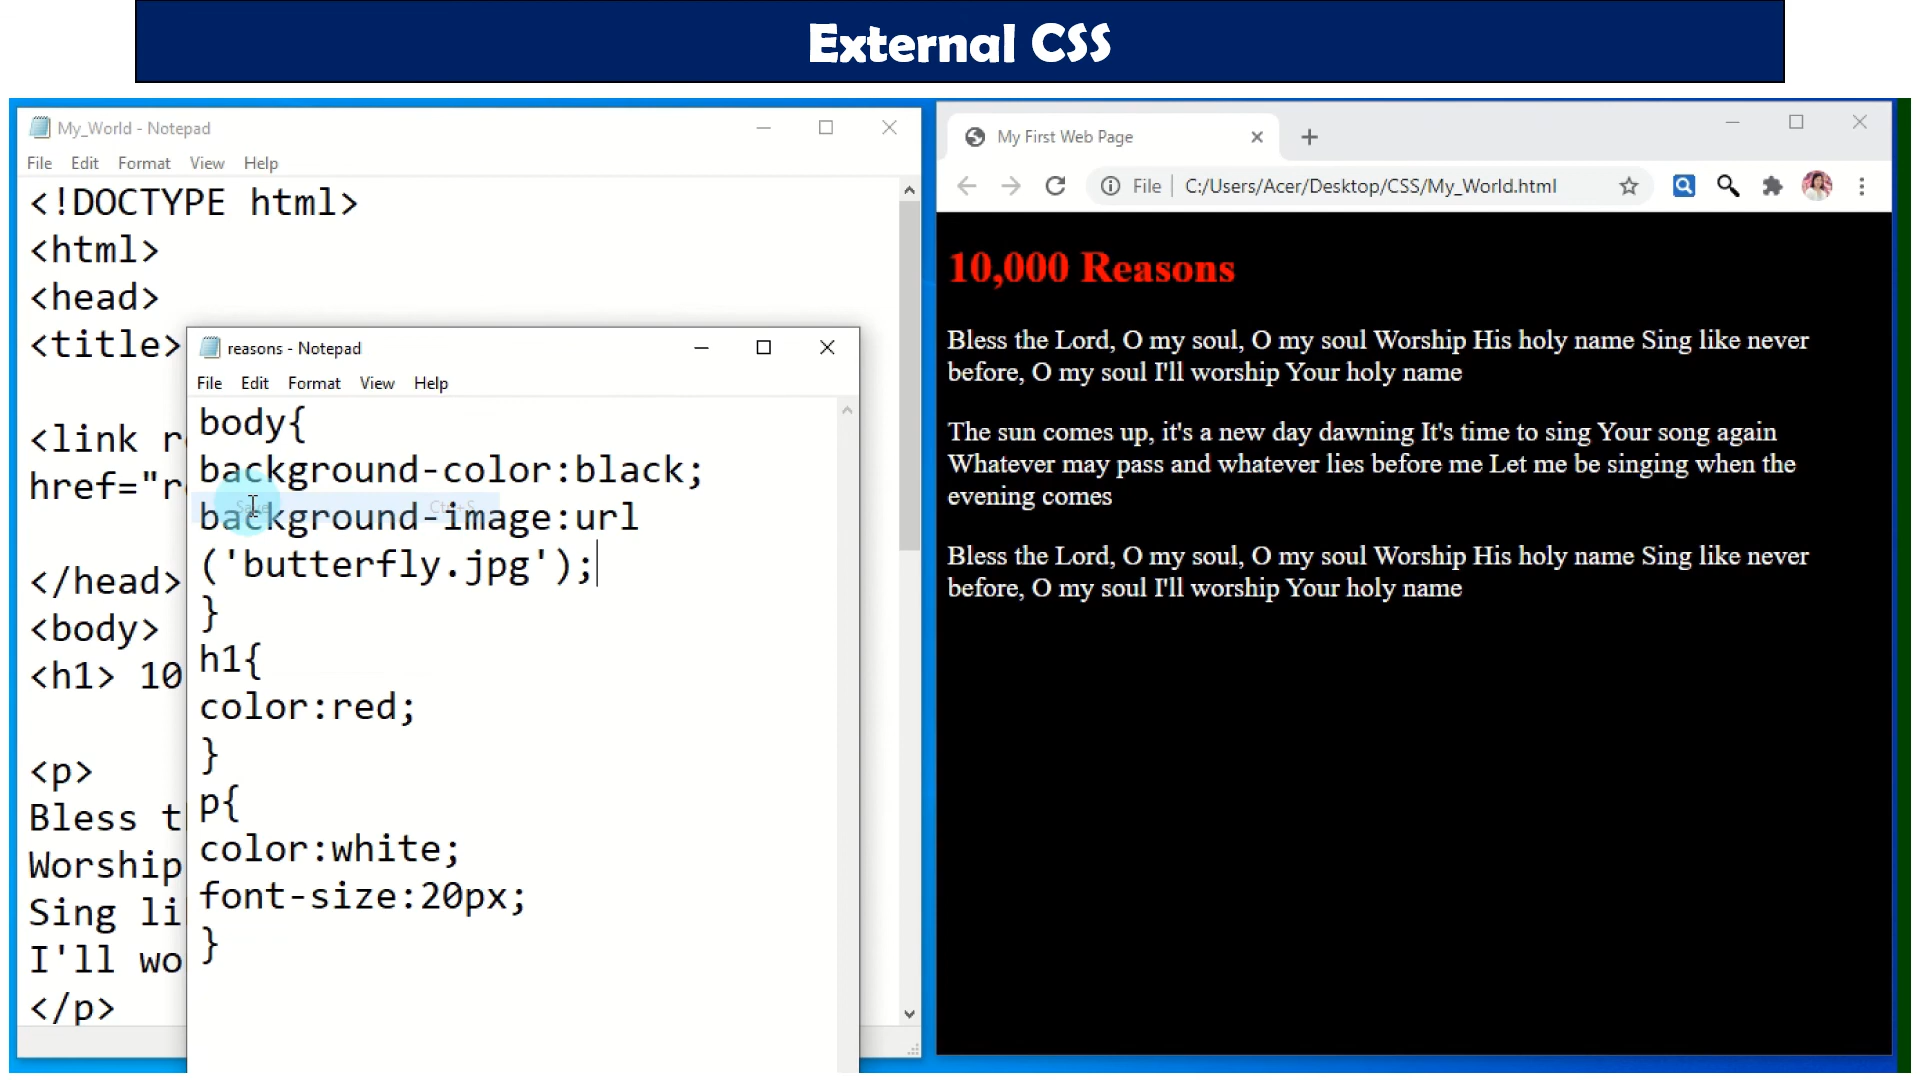 External CSS
My_World - Notepad
File Edit Format View Help
<!DOCTYPE html>
<html>
<head>
<title>
<link r
href="r
</head>
<body>
<h1> 10
<p>
Bless t
Worship
Sing li
I'll wo
</p>
reasons - Notepad
File Edit Format View Help
body{
background-color:black;
Save Ctrl+S
background-image:url
('butterfly.jpg');
}
h1{
color:red;
}
p{
color:white;
font-size:20px;
}
My First Web Page
File C:/Users/Acer/Desktop/CSS/My_World.html
10,000 Reasons
Bless the Lord, O my soul, O my soul Worship His holy name Sing like never
before, O my soul I'll worship Your holy name
The sun comes up, it's a new day dawning It's time to sing Your song again
Whatever may pass and whatever lies before me Let me be singing when the
evening comes
Bless the Lord, O my soul, O my soul Worship His holy name Sing like never
before, O my soul I'll worship Your holy name